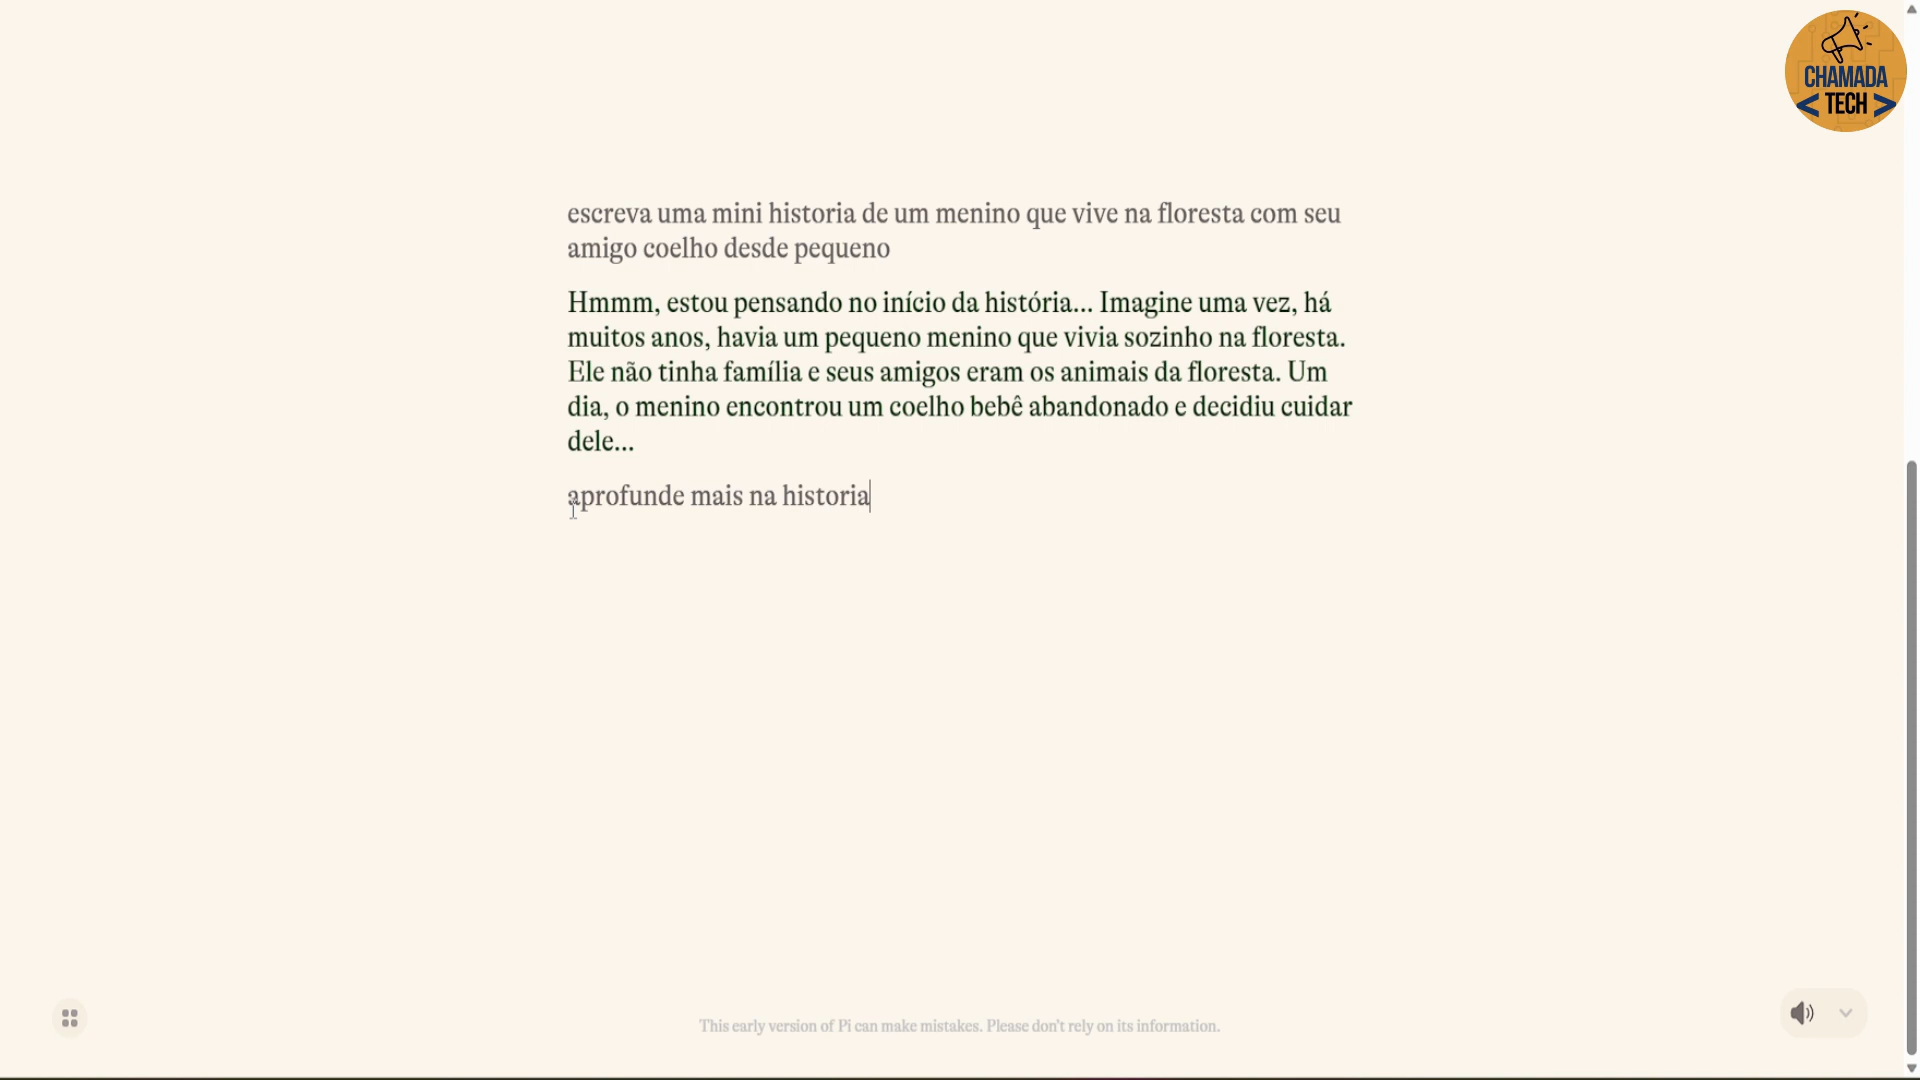 CHAMADA
< TECH >
escreva uma mini historia de um menino que vive na floresta com seu
amigo coelho desde pequeno
Hmmm, estou pensando no início da história... Imagine uma vez, há
muitos anos, havia um pequeno menino que vivia sozinho na floresta.
Ele não tinha família e seus amigos eram os animais da floresta. Um
dia, o menino encontrou um coelho bebê abandonado e decidiu cuidar
dele...
aprofunde mais na historia
This early version of Pi can make mistakes. Please don't rely on its information.